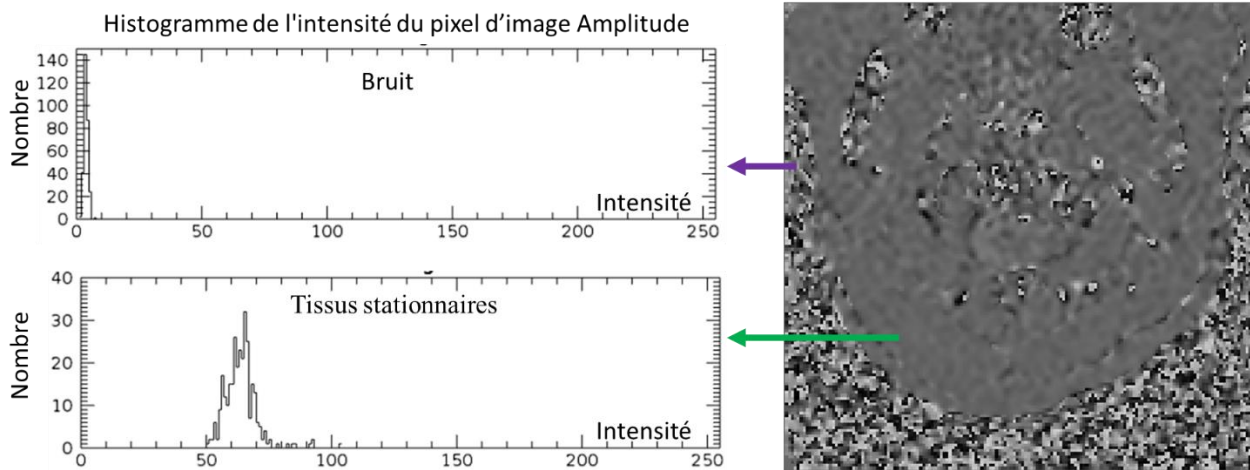 Histogramme de l'intensité du pixel d’image Amplitude
140
120
100
80
60
40
20
0
Nombre
Bruit
Intensité
0 50 100 150 200 250
40
30
20
10
0
Nombre
Tissus stationnaires
Intensité
0 50 100 150 200 250